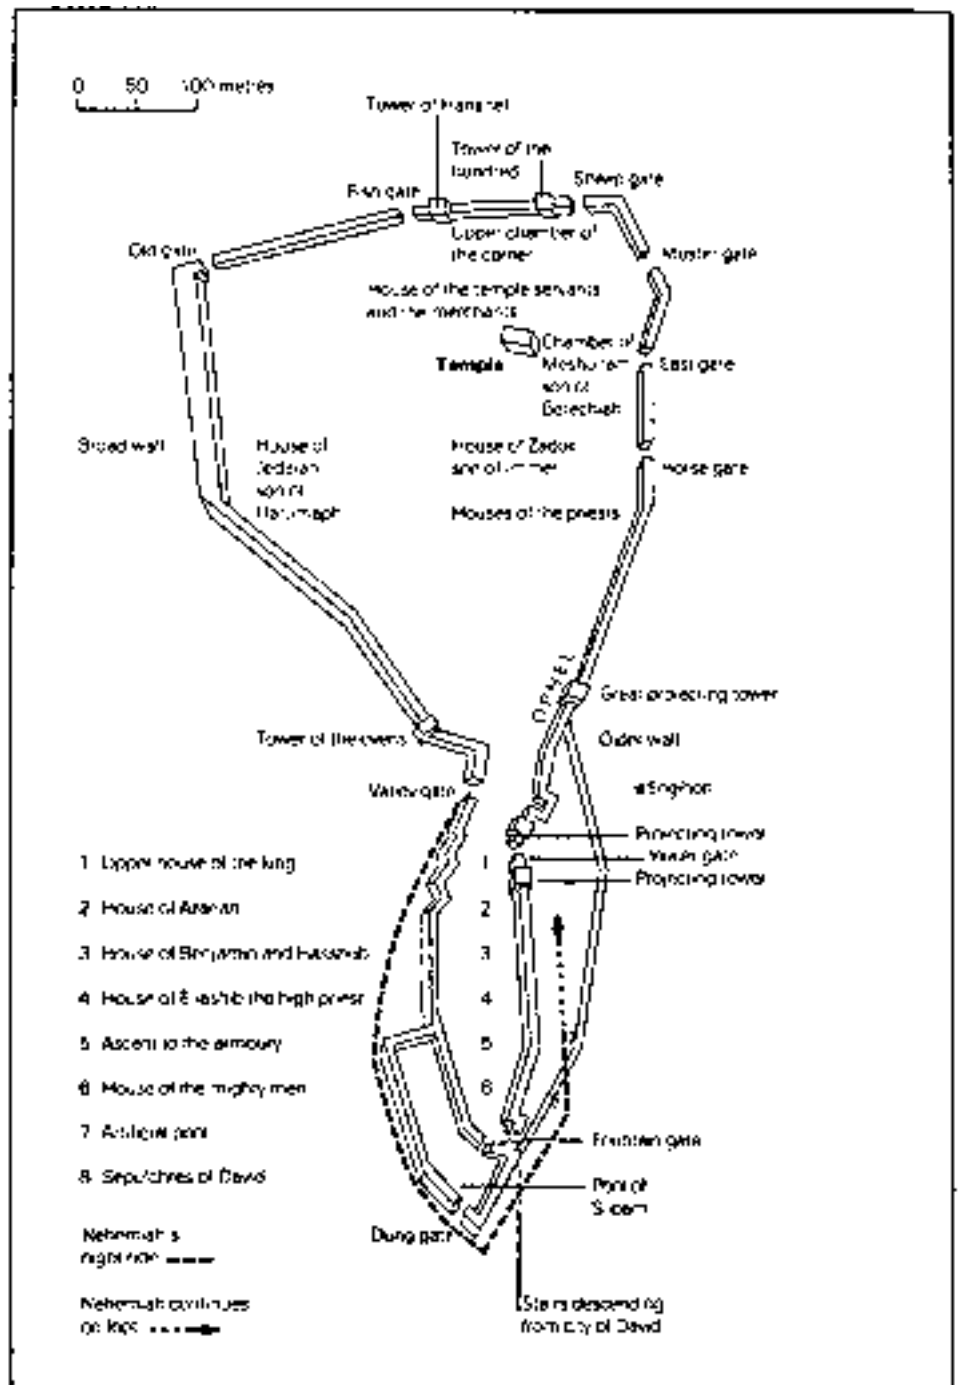 0 50 100 metres
Tower of Hananel
Tower of the
hundred
Sheep gate
Fish gate
Old gate
Upper chamber of
the corner
Muster gate
House of the temple servants
and the merchants
Chamber of
Temple
Meshullam
East gate
son of
Berechiah
Broad wall
House of
Jedaiah
son of
Harumaph
House of Zadok
son of Immer
Horse gate
Houses of the priests
OPHEL
Great projecting tower
Tower of the ovens
wall
Valley gate
Projecting tower
Water gate
Projecting tower
1 Upper house of the king
1
2 House of Azariah
2
3 House of Benjamin and Hasshub
3
4 House of Eliashib the high priest
4
5 Ascent to the armoury
5
6 House of the mighty men
6
7 Artificial pool
Fountain gate
8 Sepulchres of David
Pool of
Siloam
Nehemiah's
night ride
Dung gate
Nehemiah continues
on foot
Stairs descending
from city of David